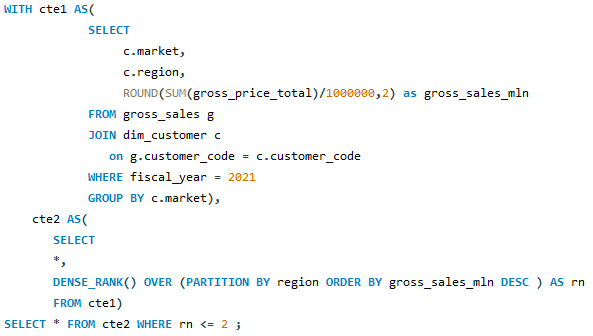 WITH cte1 AS(
SELECT
c.market,
c.region,
ROUND(SUM(gross_price_total)/1000000,2) as gross_sales_mln
FROM gross_sales g
JOIN dim_customer c
on g.customer_code = c.customer_code
WHERE fiscal_year = 2021
GROUP BY c.market),
cte2 AS(
SELECT
*,
DENSE_RANK() OVER (PARTITION BY region ORDER BY gross_sales_mln DESC ) AS rn
FROM cte1)
SELECT * FROM cte2 WHERE rn <= 2 ;